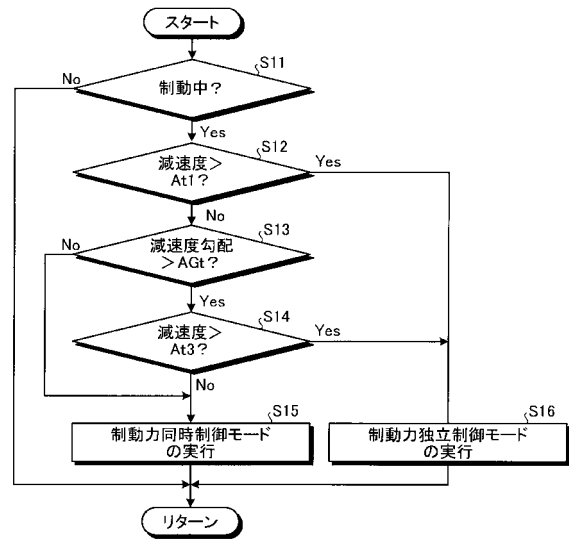 スタート
S11
No
制動中?
Yes
S12
減速度>
At1?
Yes
No
S13
No
減速度勾配
>AGt?
Yes
S14
減速度>
At3?
Yes
No
S15
制動力同時制御モード
の実行
S16
制動力独立制御モード
の実行
リターン